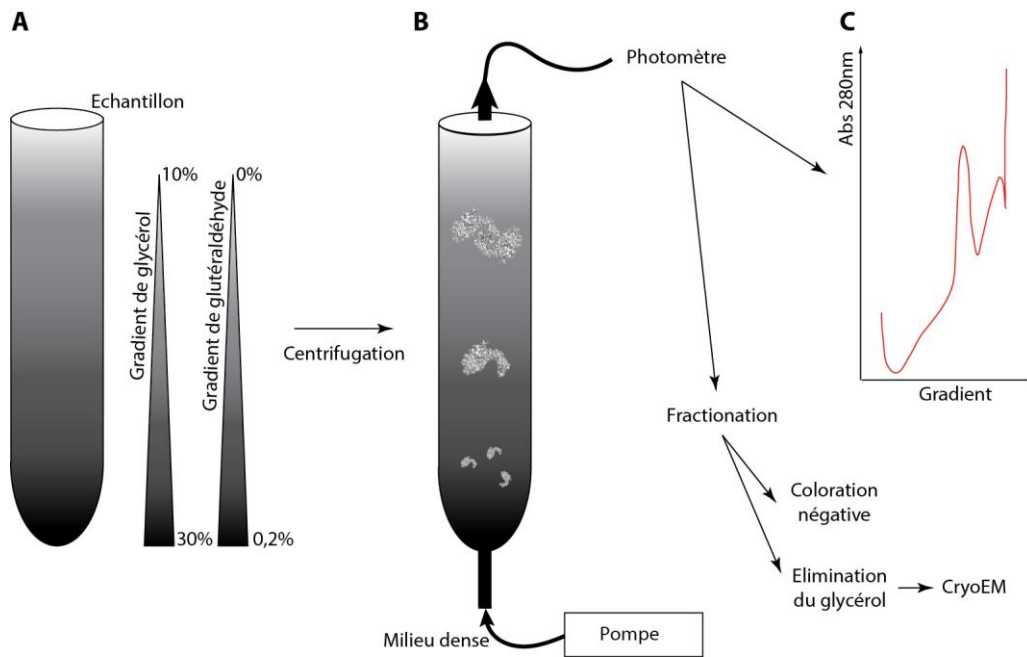 A
Echantillon
10%
0%
Gradient de glycérol
Gradient de glutéraldéhyde
30%
0,2%
Centrifugation
B
Photomètre
Fractionation
Coloration
négative
Elimination
du glycérol
CryoEM
Milieu dense
Pompe
C
Abs 280nm
Gradient